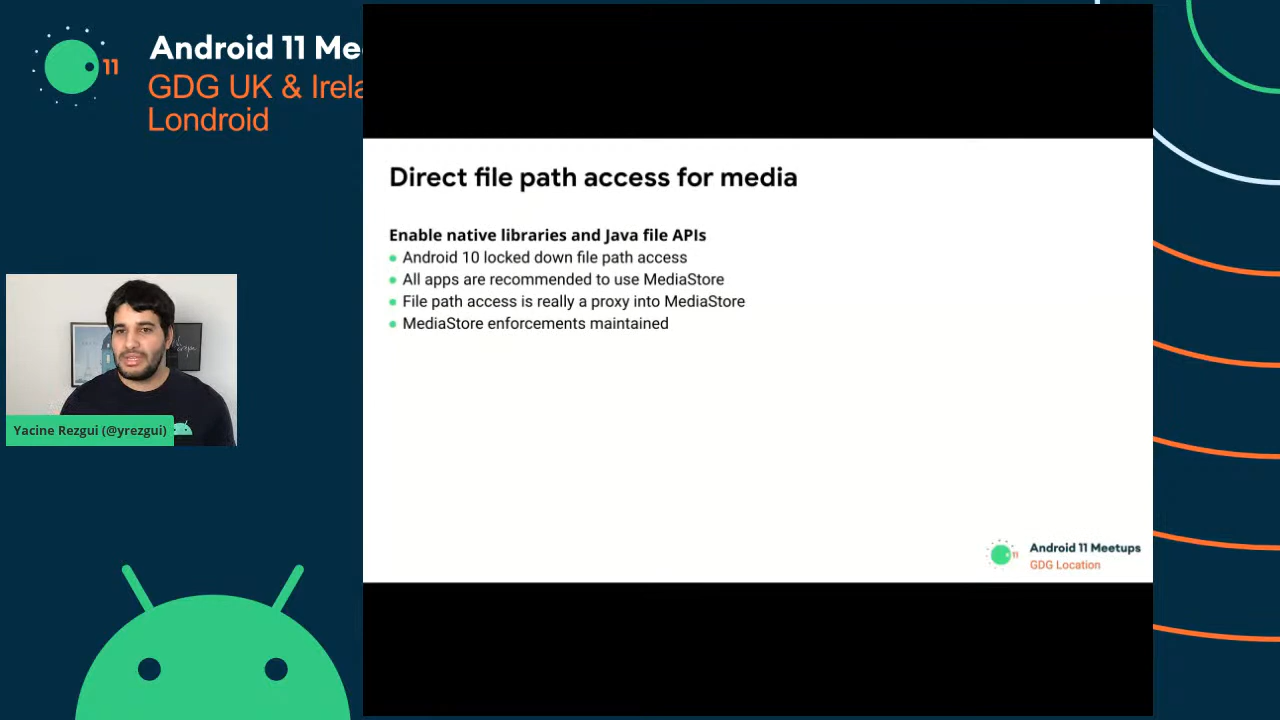 11
Android 11 Me
GDG UK & Irela
Londroid
Direct file path access for media
Enable native libraries and Java file APIs
Android 10 locked down file path access
All apps are recommended to use MediaStore
File path access is really a proxy into MediaStore
MediaStore enforcements maintained
Yacine Rezgui (@yrezgui)
11
Android 11 Meetups
GDG Location